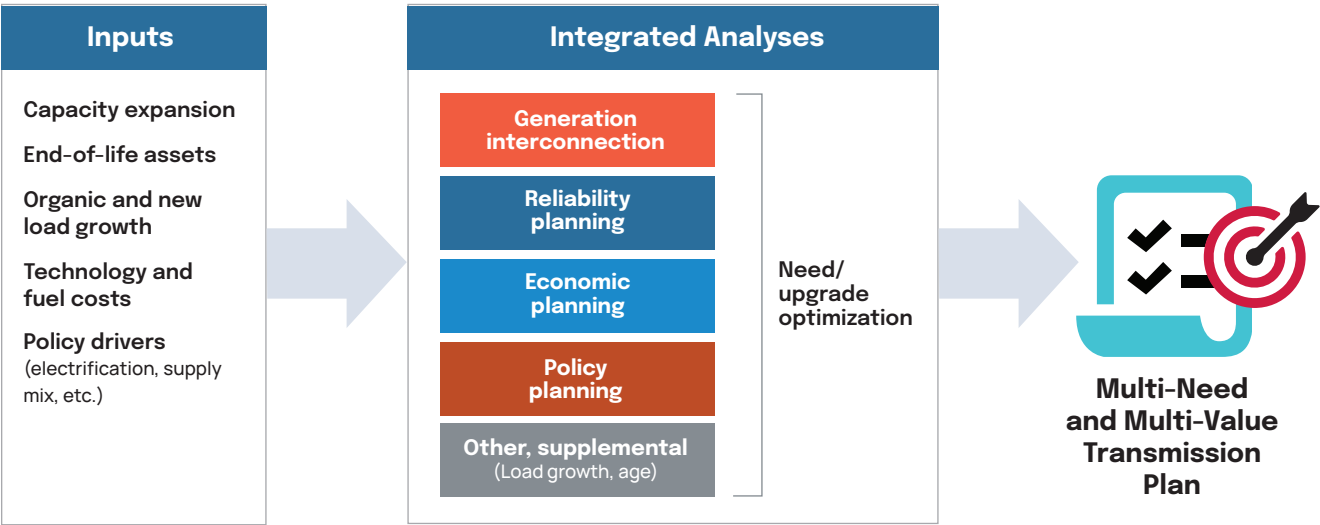 Inputs
Capacity expansion
End-of-life assets
Organic and new
load growth
Technology and
fuel costs
Policy drivers
(electrification, supply
mix, etc.)
Integrated Analyses
Generation
interconnection
Reliability
planning
Economic
planning
Policy
planning
Other, supplemental
(Load growth, age)
Need/
upgrade
optimization
Multi-Need
and Multi-Value
Transmission
Plan